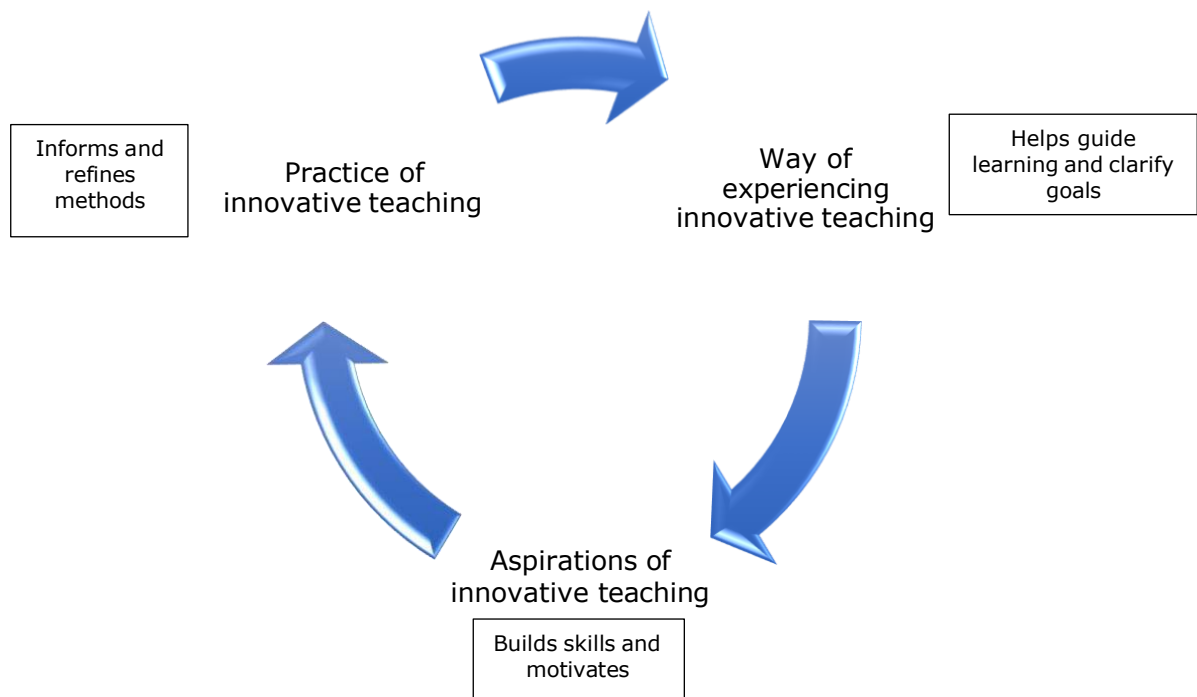 Informs and
refines
methods
Practice of
innovative teaching
Way of
experiencing
innovative teaching
Helps guide
learning and clarify
goals
Aspirations of
innovative teaching
Builds skills and
motivates